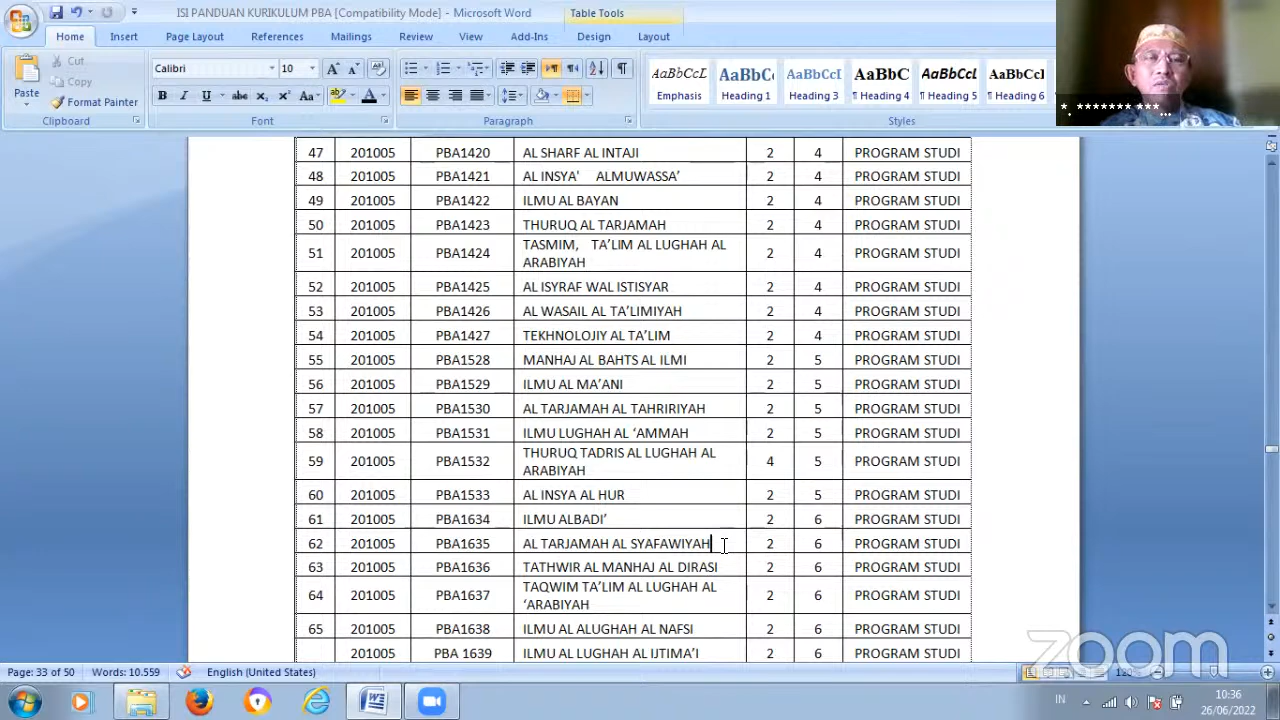 ISI PANDUAN KURIKULUM PBA [Compatibility Mode] - Microsoft Word
Table Tools
Home Insert Page Layout References Mailings Review View Add-Ins Design Layout
Paste
Cut
Copy
Format Painter
Clipboard
Calibri 10
Font
Paragraph
AaBbCcL Emphasis
AaBbCc Heading 1
AaBbCcI Heading 3
AaBbC ¶ Heading 4
AaBbCc ¶ Heading 5
AaBbCc ¶ Heading 6
Styles
*. ******* ***...
47 201005 PBA1420 AL SHARF AL INTAJI 2 4 PROGRAM STUDI
48 201005 PBA1421 AL INSYA' ALMUWASSA’ 2 4 PROGRAM STUDI
49 201005 PBA1422 ILMU AL BAYAN 2 4 PROGRAM STUDI
50 201005 PBA1423 THURUQ AL TARJAMAH 2 4 PROGRAM STUDI
51 201005 PBA1424 TASMIM, TA’LIM AL LUGHAH AL
ARABIYAH 2 4 PROGRAM STUDI
52 201005 PBA1425 AL ISYRAF WAL ISTISYAR 2 4 PROGRAM STUDI
53 201005 PBA1426 AL WASAIL AL TA’LIMIYAH 2 4 PROGRAM STUDI
54 201005 PBA1427 TEKHNOLOJIY AL TA’LIM 2 4 PROGRAM STUDI
55 201005 PBA1528 MANHAJ AL BAHTS AL ILMI 2 5 PROGRAM STUDI
56 201005 PBA1529 ILMU AL MA’ANI 2 5 PROGRAM STUDI
57 201005 PBA1530 AL TARJAMAH AL TAHRIRIYAH 2 5 PROGRAM STUDI
58 201005 PBA1531 ILMU LUGHAH AL ‘AMMAH 2 5 PROGRAM STUDI
59 201005 PBA1532 THURUQ TADRIS AL LUGHAH AL
ARABIYAH 4 5 PROGRAM STUDI
60 201005 PBA1533 AL INSYA AL HUR 2 5 PROGRAM STUDI
61 201005 PBA1634 ILMU ALBADI’ 2 6 PROGRAM STUDI
62 201005 PBA1635 AL TARJAMAH AL SYAFAWIYAH 2 6 PROGRAM STUDI
63 201005 PBA1636 TATHWIR AL MANHAJ AL DIRASI 2 6 PROGRAM STUDI
64 201005 PBA1637 TAQWIM TA’LIM AL LUGHAH AL
‘ARABIYAH 2 6 PROGRAM STUDI
65 201005 PBA1638 ILMU AL ALUGHAH AL NAFSI 2 6 PROGRAM STUDI
201005 PBA 1639 ILMU AL LUGHAH AL IJTIMA’I 2 6 PROGRAM STUDI
zoom
Page: 33 of 50 Words: 10.559 English (United States)
IN
10:36
26/06/2022